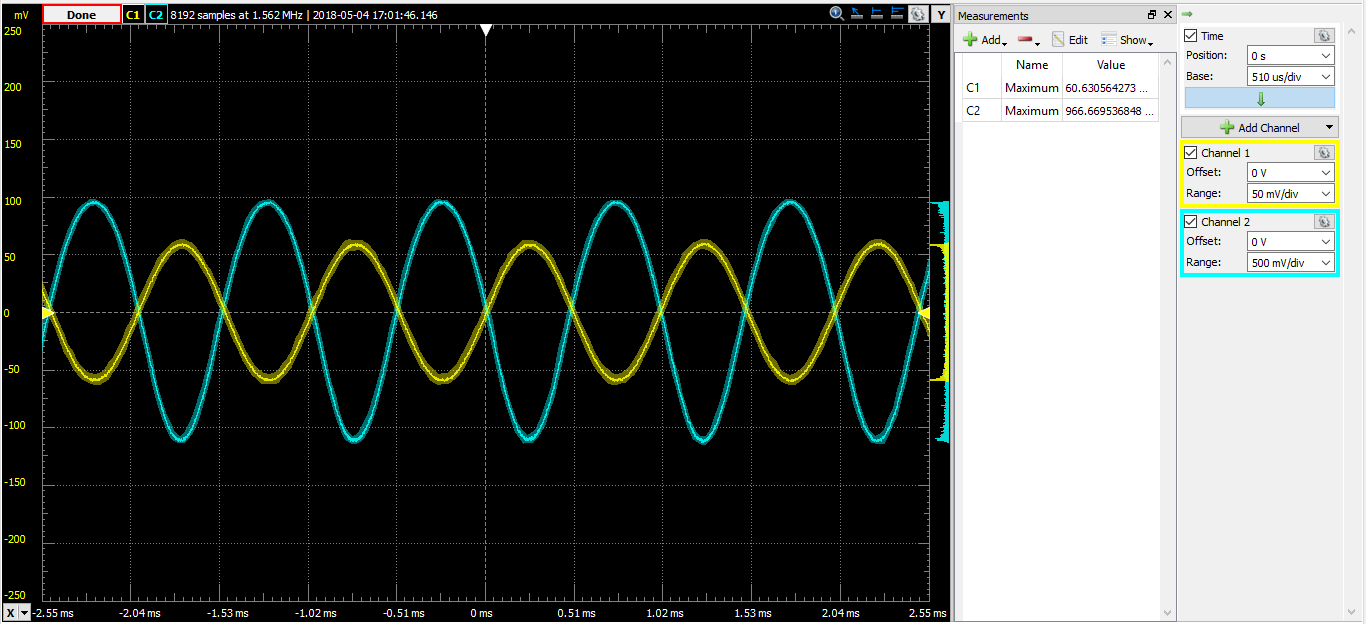 mV Done C1 C2 8192 samples at 1.562 MHz | 2018-05-04 17:01:46.146 Y
250
200
150
100
50
0
-50
-100
-150
-200
-250
X -2.55 ms -2.04 ms -1.53 ms -1.02 ms -0.51 ms 0 ms 0.51 ms 1.02 ms 1.53 ms 2.04 ms 2.55 ms
Measurements
Add Edit Show
Name Value
C1 Maximum 60.630564273 ...
C2 Maximum 966.669536848 ...
Time
Position: 0 s
Base: 510 us/div
Add Channel
Channel 1
Offset: 0 V
Range: 50 mV/div
Channel 2
Offset: 0 V
Range: 500 mV/div